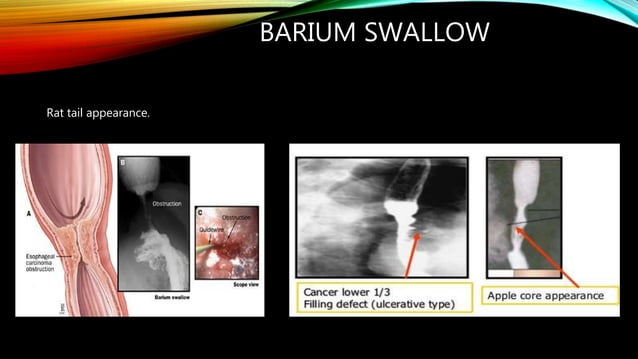 BARIUM SWALLOW
Rat tail appearance.
A
Esophageal
carcinoma
obstruction
B
Obstruction
Barium swallow
C
Obstruction
Guidewire
Scope view
Cancer lower 1/3
Filling defect (ulcerative type)
Apple core appearance